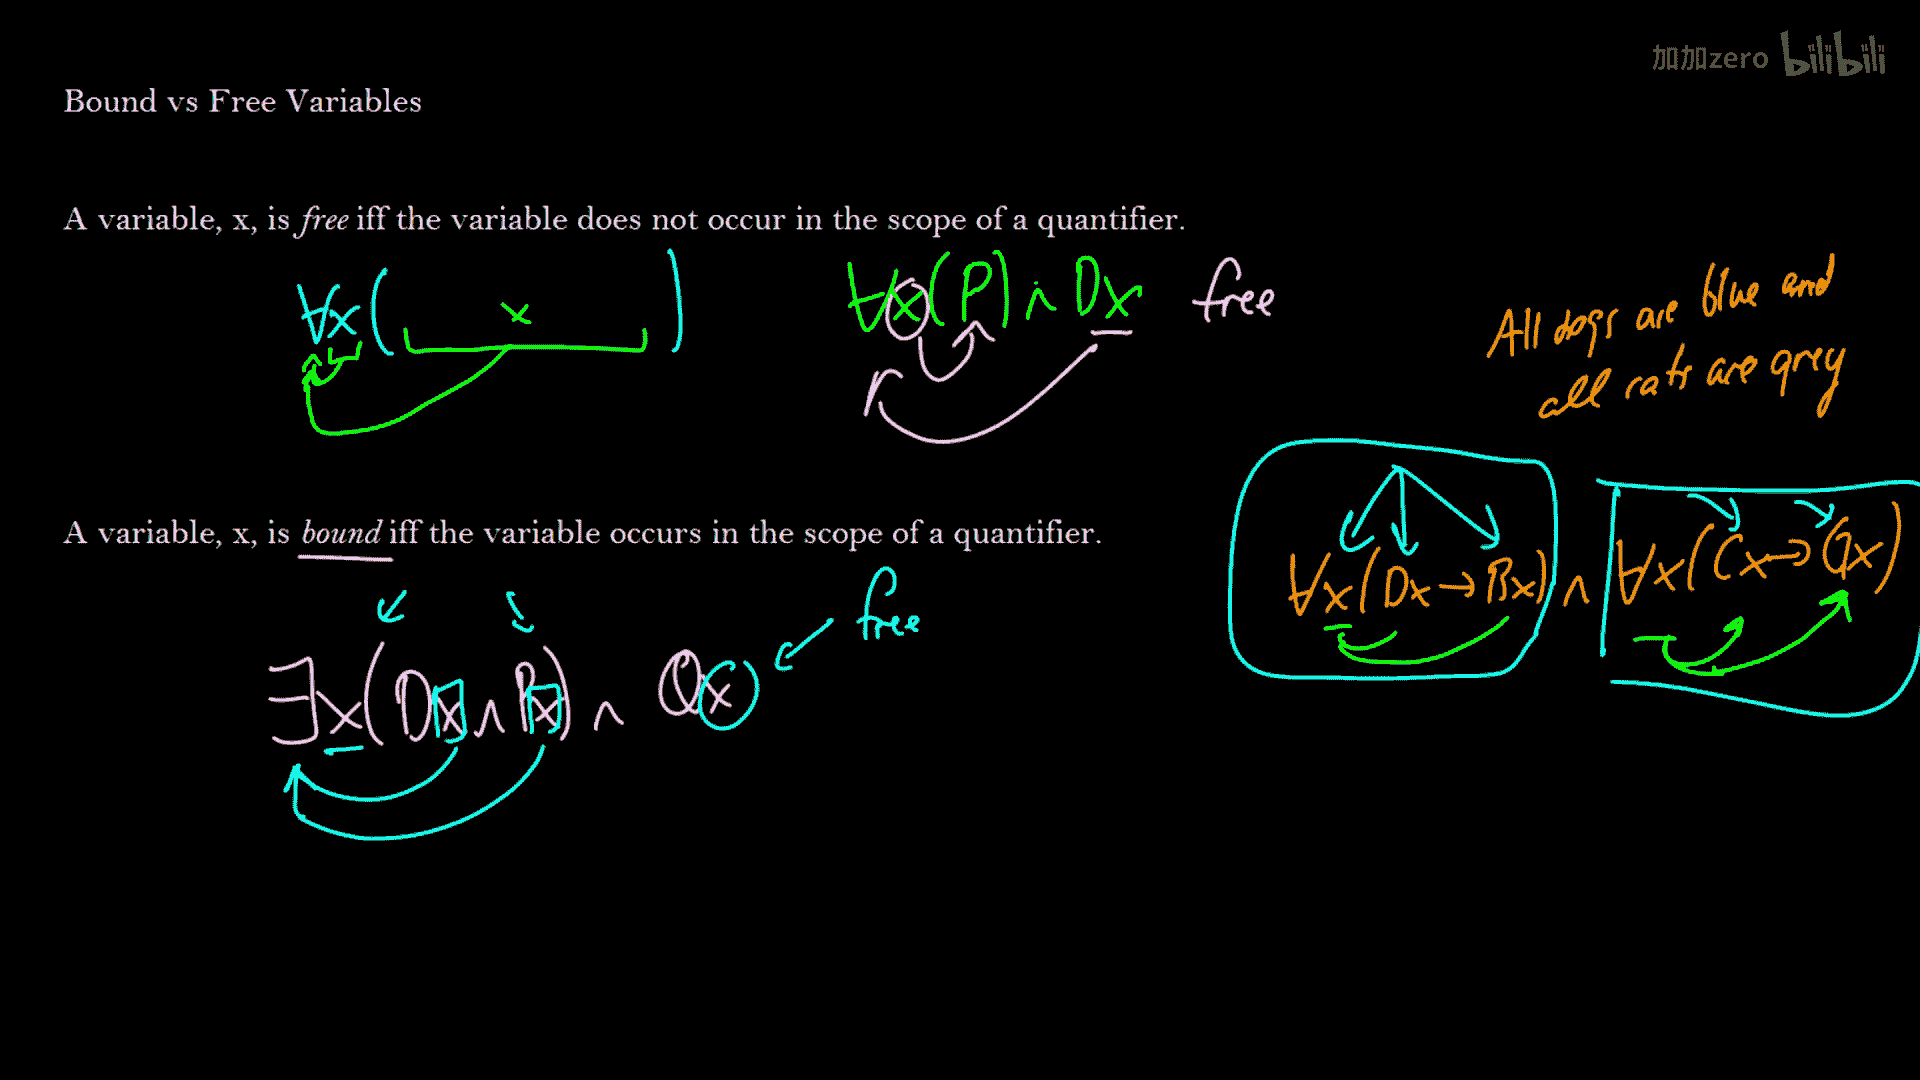 加加zero bilibili
Bound vs Free Variables
A variable, x, is free iff the variable does not occur in the scope of a quantifier.
∀x( x )
∀x(P) ∧ Dx free
All dogs are blue and
all rats are grey
A variable, x, is bound iff the variable occurs in the scope of a quantifier.
free
∃x(Dx ∧ Bx) ∧ Qx
∀x(Dx → Bx) ∧ ∀x(Cx → Gx)